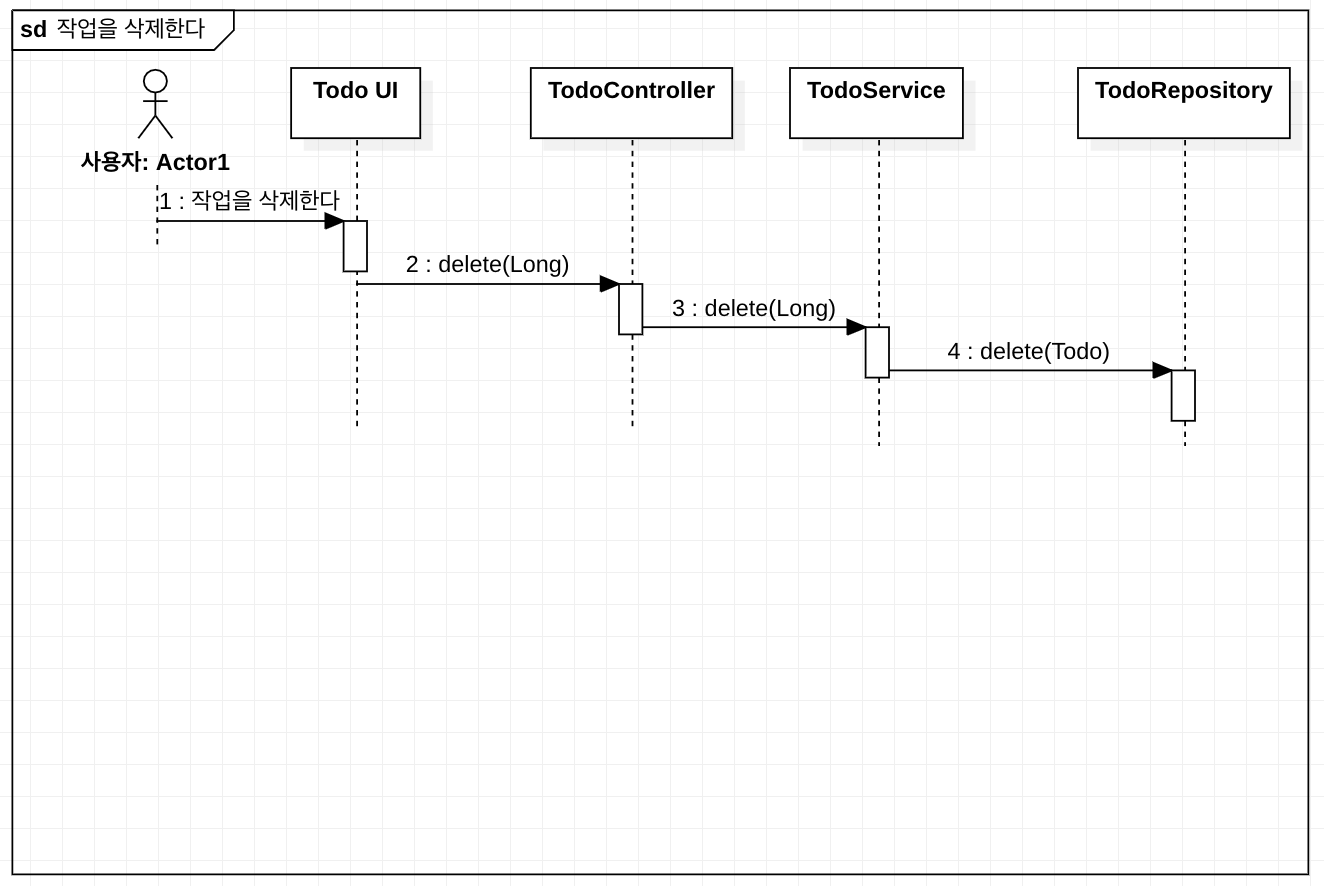 sd 작업을 삭제한다
Todo UI
TodoController
TodoService
TodoRepository
사용자: Actor1
1 : 작업을 삭제한다
2 : delete(Long)
3 : delete(Long)
4 : delete(Todo)